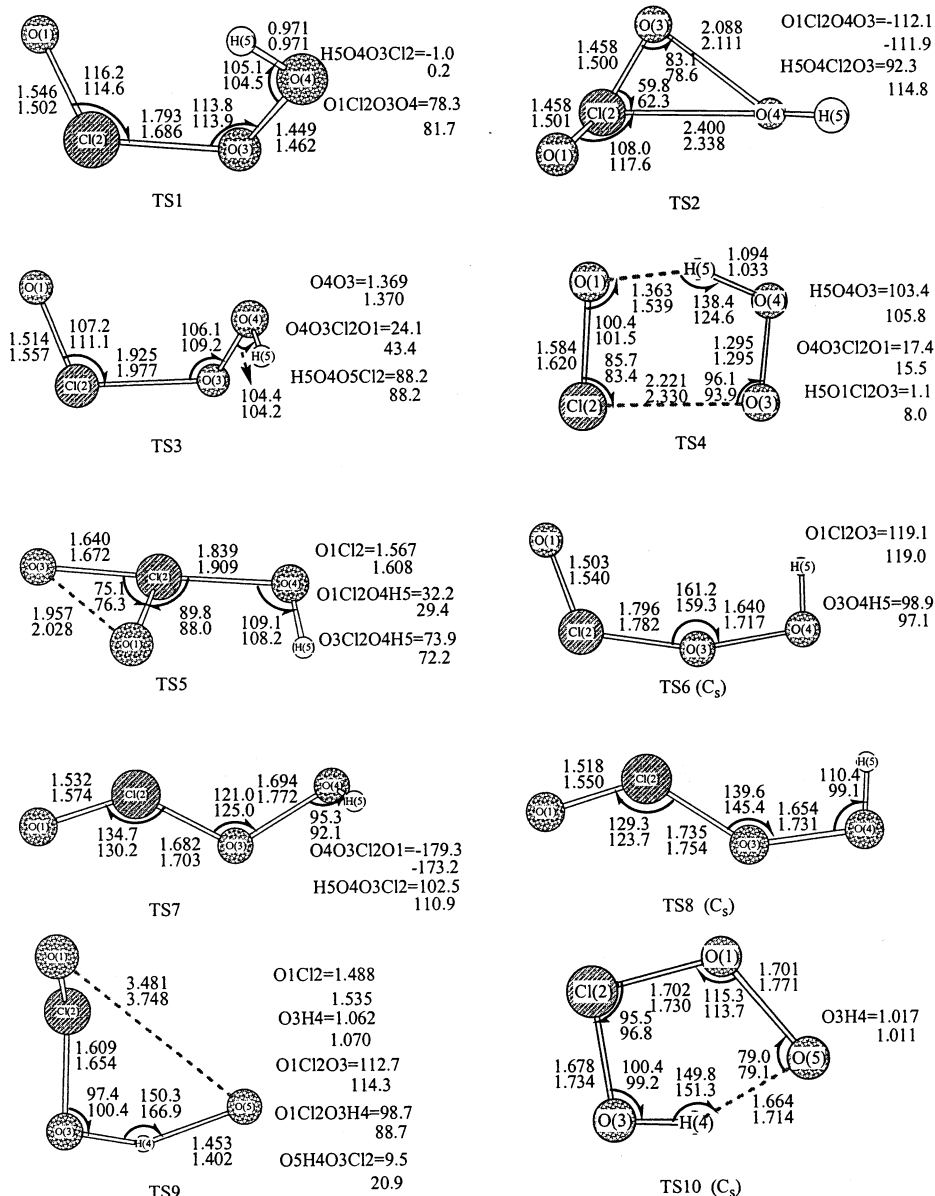 O(1)
H(5)
0.971
0.971
H5O4O3Cl2=-1.0
0.2
105.1
104.5
O(4)
116.2
114.6
1.546
1.502
1.793
1.686
113.8
113.9
O1Cl2O3O4=78.3
81.7
Cl(2)
O(3)
1.449
1.462
TS1
O(3)
2.088
2.111
O1Cl2O4O3=-112.1
-111.9
1.458
1.500
83.1
78.6
H5O4Cl2O3=92.3
114.8
59.8
62.3
1.458
1.501
Cl(2)
O(4)
H(5)
2.400
2.338
O(1)
108.0
117.6
TS2
O(1)
O4O3=1.369
1.370
O(4)
106.1
109.2
O4O3Cl2O1=24.1
43.4
107.2
111.1
1.514
1.557
1.925
1.977
H(5)
H5O4O5Cl2=88.2
88.2
Cl(2)
O(3)
104.4
104.2
TS3
1.094
1.033
H(5)
O(1)
1.363
1.539
138.4
124.6
O(4)
H5O4O3=103.4
105.8
100.4
101.5
1.584
1.620
1.295
1.295
O4O3Cl2O1=17.4
15.5
85.7
83.4
2.221
2.330
96.1
93.9
H5O1Cl2O3=1.1
8.0
Cl(2)
O(3)
TS4
1.640
1.672
1.839
1.909
O1Cl2=1.567
1.608
O(3)
Cl(2)
O(4)
75.1
76.3
O1Cl2O4H5=32.2
29.4
1.957
2.028
89.8
88.0
109.1
108.2
O3Cl2O4H5=73.9
72.2
O(1)
H(5)
TS5
O(1)
O1Cl2O3=119.1
119.0
H(5)
1.503
1.540
161.2
159.3
1.640
1.717
O3O4H5=98.9
97.1
1.796
1.782
Cl(2)
O(3)
O(4)
TS6 (Cs)
1.532
1.574
Cl(2)
121.0
125.0
1.694
1.772
O(4)
H(5)
O(1)
95.3
92.1
134.7
130.2
1.682
1.703
O(3)
O4O3Cl2O1=-179.3
-173.2
H5O4O3Cl2=102.5
110.9
TS7
1.518
1.550
Cl(2)
H(5)
110.4
99.1
139.6
145.4
1.654
1.731
O(1)
129.3
123.7
1.735
1.754
O(3)
O(4)
TS8 (Cs)
O(1)
3.481
3.748
O1Cl2=1.488
1.535
Cl(2)
O3H4=1.062
1.070
1.609
1.654
O1Cl2O3=112.7
114.3
97.4
100.4
150.3
166.9
O(5)
O1Cl2O3H4=98.7
88.7
O(3)
H(4)
1.453
1.402
O5H4O3Cl2=9.5
20.9
TS9
O(1)
Cl(2)
1.702
1.730
115.3
113.7
1.701
1.771
95.5
96.8
O3H4=1.017
1.011
1.678
1.734
100.4
99.2
149.8
151.3
79.0
79.1
O(5)
O(3)
H(4)
1.664
1.714
TS10 (Cs)